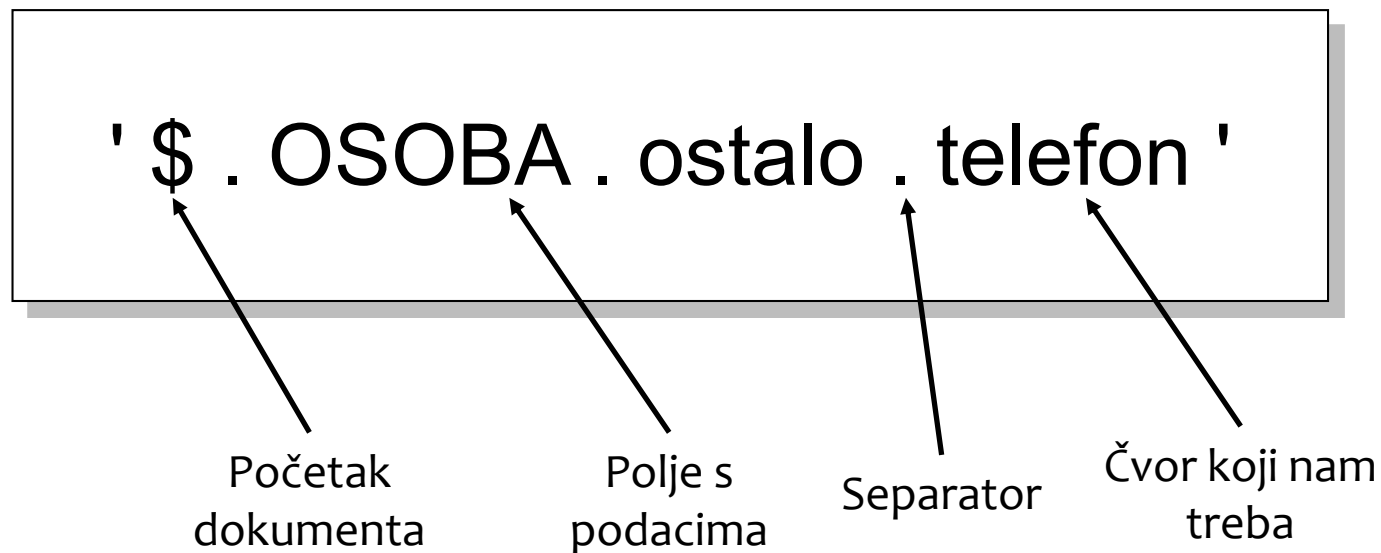 ' $ . OSOBA . ostalo . telefon '
Početak
dokumenta
Polje s
podacima
Separator
Čvor koji nam
treba